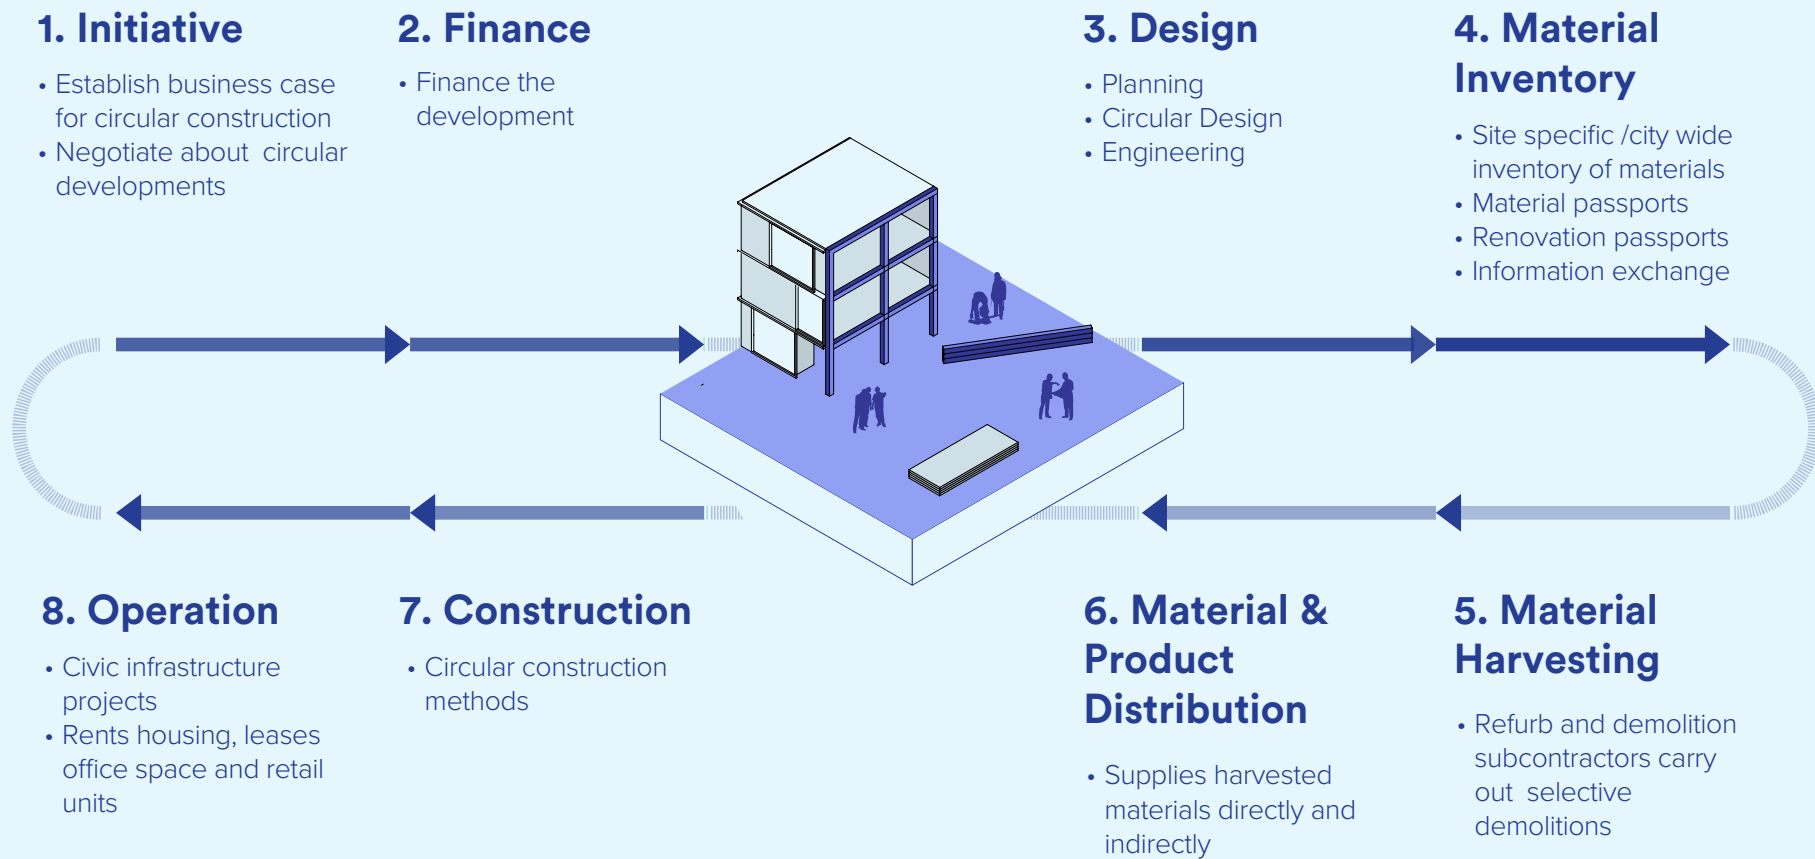 1. Initiative
• Establish business case
for circular construction
• Negotiate about  circular
developments
2. Finance
• Finance the
development
3. Design
• Planning
• Circular Design
• Engineering
4. Material
Inventory
• Site specific /city wide
inventory of materials
• Material passports
• Renovation passports
• Information exchange
8. Operation
• Civic infrastructure
projects
• Rents housing, leases
office space and retail
units
7. Construction
• Circular construction
methods
6. Material &
Product
Distribution
• Supplies harvested
materials directly and
indirectly
5. Material
Harvesting
• Refurb and demolition
subcontractors carry
out  selective
demolitions